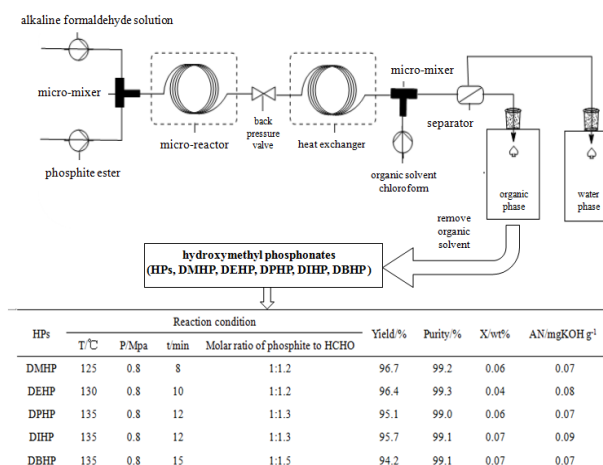 alkaline formaldehyde solution
micro-mixer
phosphite ester
micro-reactor
back
pressure
valve
heat exchanger
micro-mixer
organic solvent
chloroform
separator
organic
phase
water
phase
remove
organic
solvent
hydroxymethyl phosphonates
(HPs, DMHP, DEHP, DPHP, DIHP, DBHP)
HPs Reaction condition Yield/% Purity/% X/wt% AN/mgKOH g-1
T/℃ P/Mpa t/min Molar ratio of phosphite to HCHO
DMHP 125 0.8 8 1:1.2 96.7 99.2 0.06 0.07
DEHP 130 0.8 10 1:1.2 96.4 99.3 0.04 0.08
DPHP 135 0.8 12 1:1.3 95.1 99.0 0.06 0.07
DIHP 135 0.8 12 1:1.3 95.7 99.1 0.07 0.09
DBHP 135 0.8 15 1:1.5 94.2 99.1 0.07 0.07